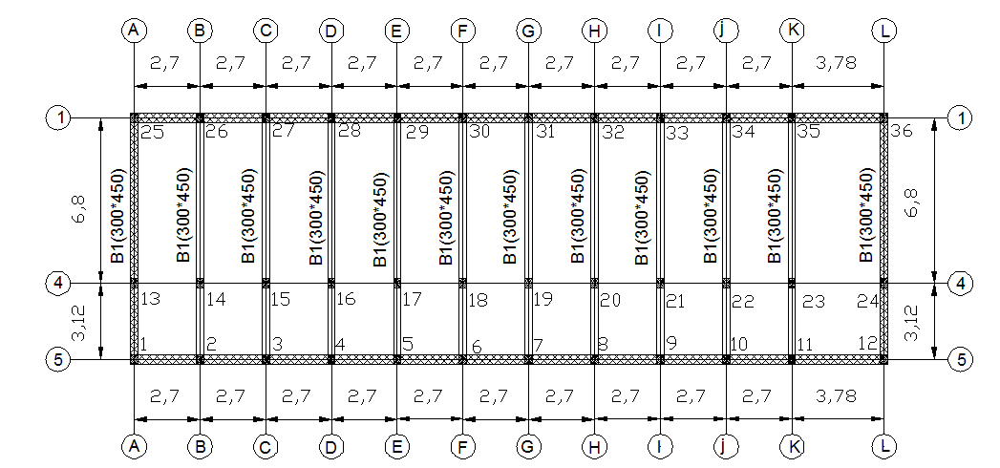 A B C D E F G H I j K L
2,7 2,7 2,7 2,7 2,7 2,7 2,7 2,7 2,7 2,7 3,78
1 1
25 26 27 28 29 30 31 32 33 34 35 36
6,8 B1(300*450) B1(300*450) B1(300*450) B1(300*450) B1(300*450) B1(300*450) B1(300*450) B1(300*450) B1(300*450) B1(300*450) B1(300*450) 6,8
4 4
13 14 15 16 17 18 19 20 21 22 23 24
3,12 3,12
1 2 3 4 5 6 7 8 9 10 11 12
5 5
2,7 2,7 2,7 2,7 2,7 2,7 2,7 2,7 2,7 2,7 3,78
A B C D E F G H I j K L